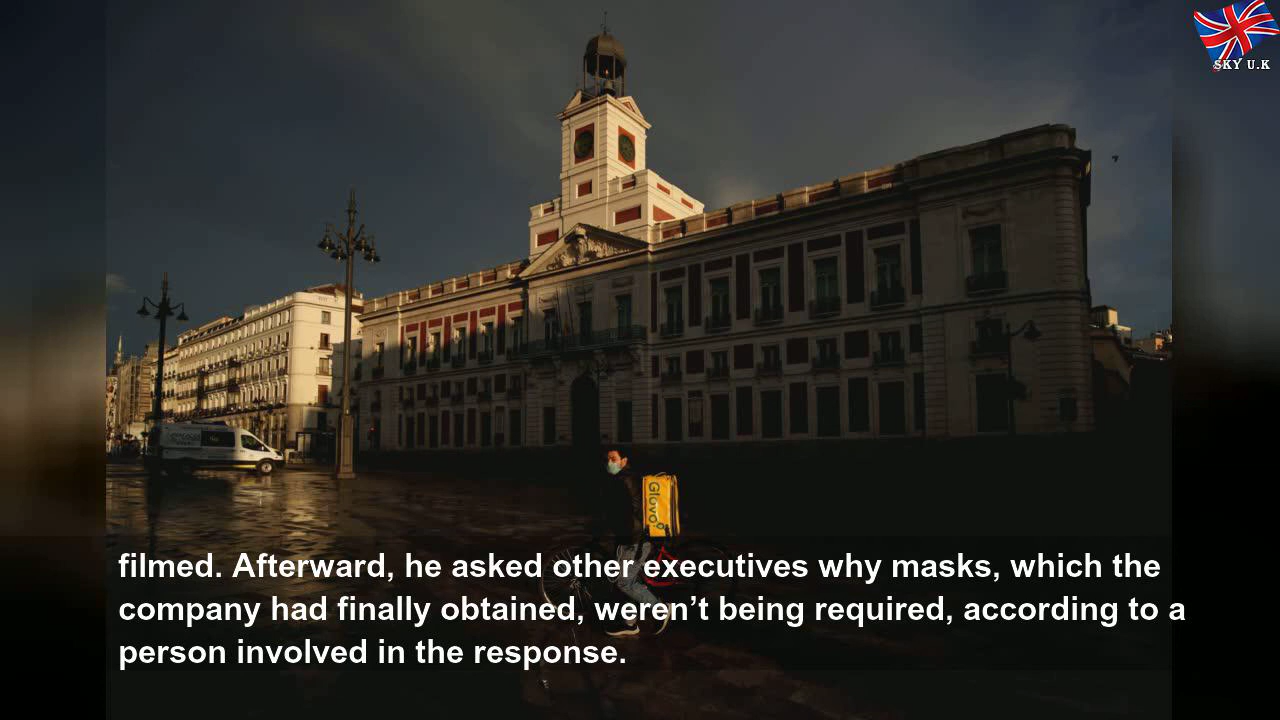 SKY U.K
Glovo
filmed. Afterward, he asked other executives why masks, which the
company had finally obtained, weren’t being required, according to a
person involved in the response.